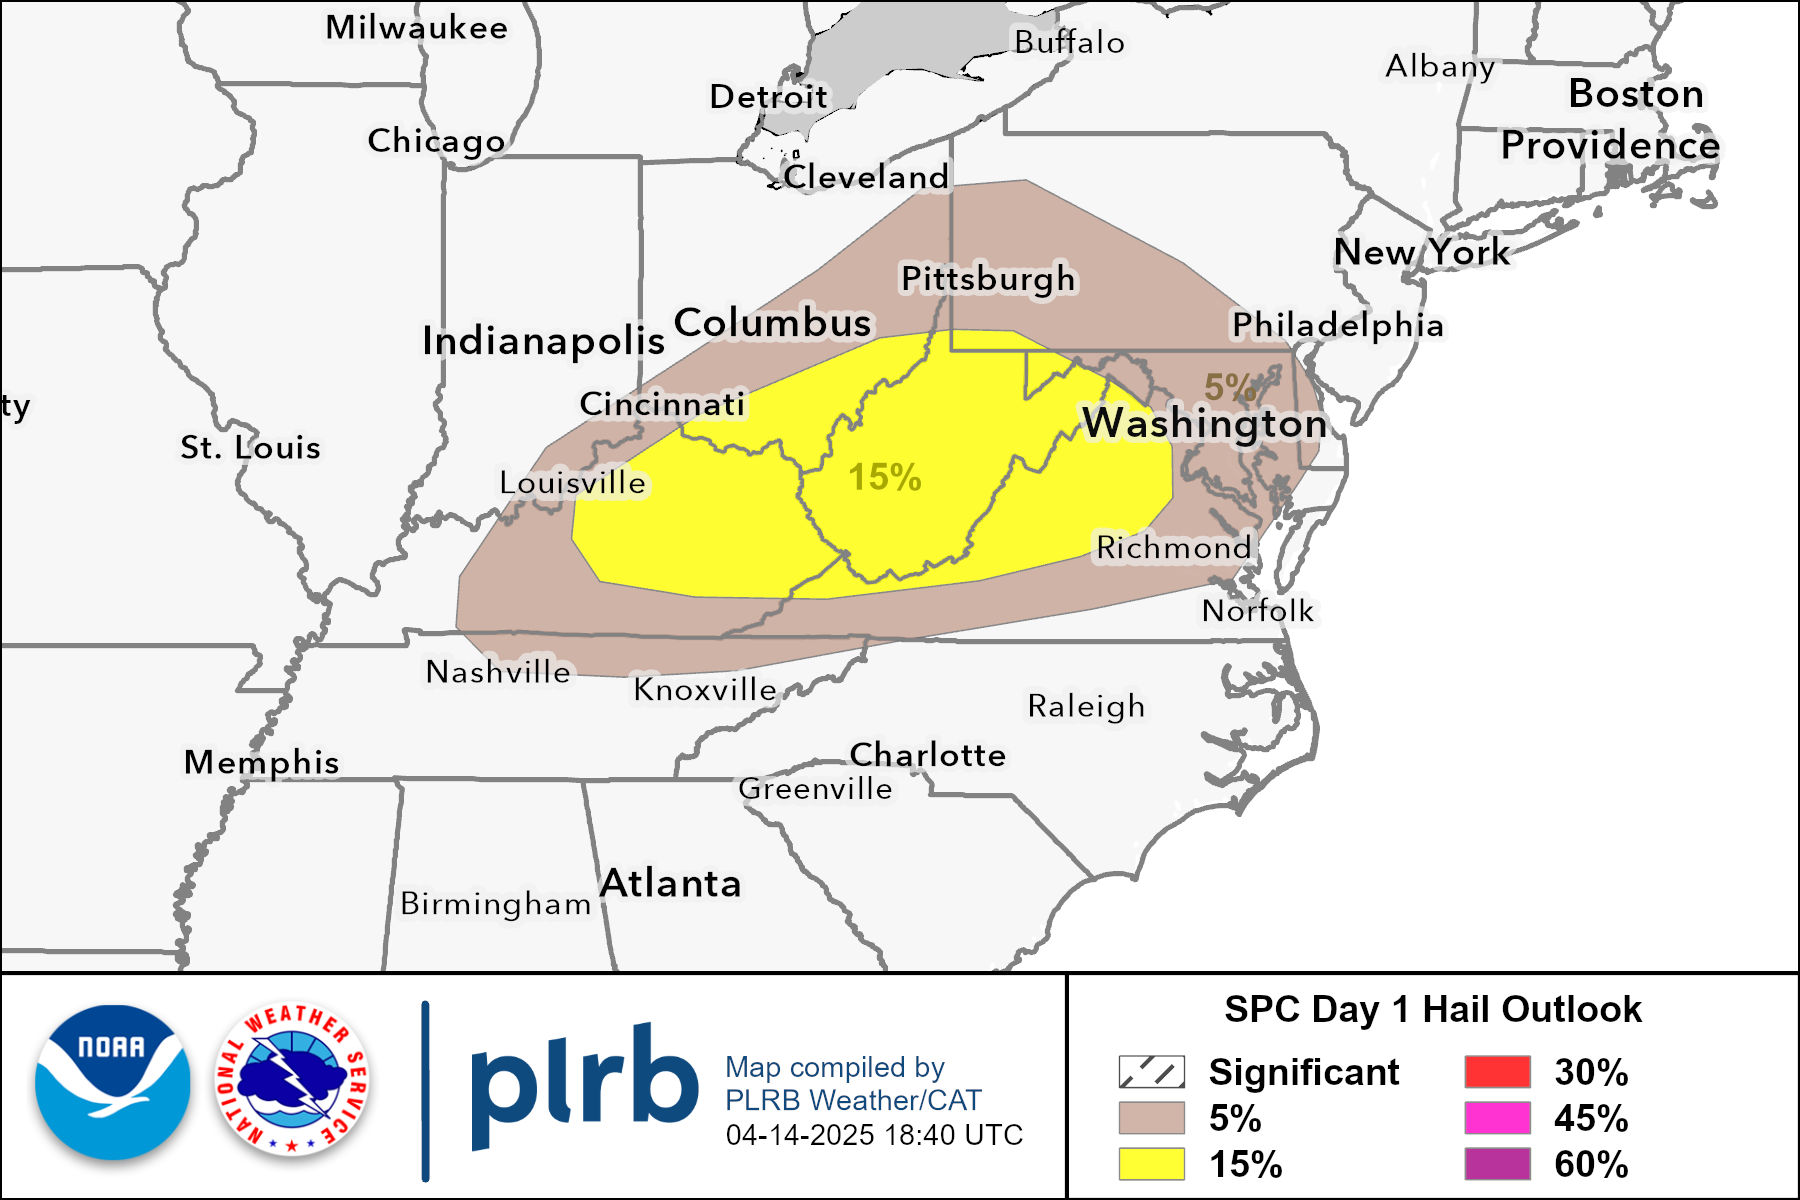 Milwaukee
Buffalo
Albany
Detroit
Boston
Chicago
Providence
Cleveland
New York
Pittsburgh
Columbus
Philadelphia
Indianapolis
5%
Cincinnati
ty
Washington
St. Louis
15%
Louisville
Richmond
Norfolk
Nashville
Knoxville
Raleigh
Charlotte
Memphis
Greenville
Atlanta
Birmingham
NOAA
NATIONAL WEATHER SERVICE
plrb
Map compiled by
PLRB Weather/CAT
04-14-2025 18:40 UTC
SPC Day 1 Hail Outlook
Significant
5%
15%
30%
45%
60%